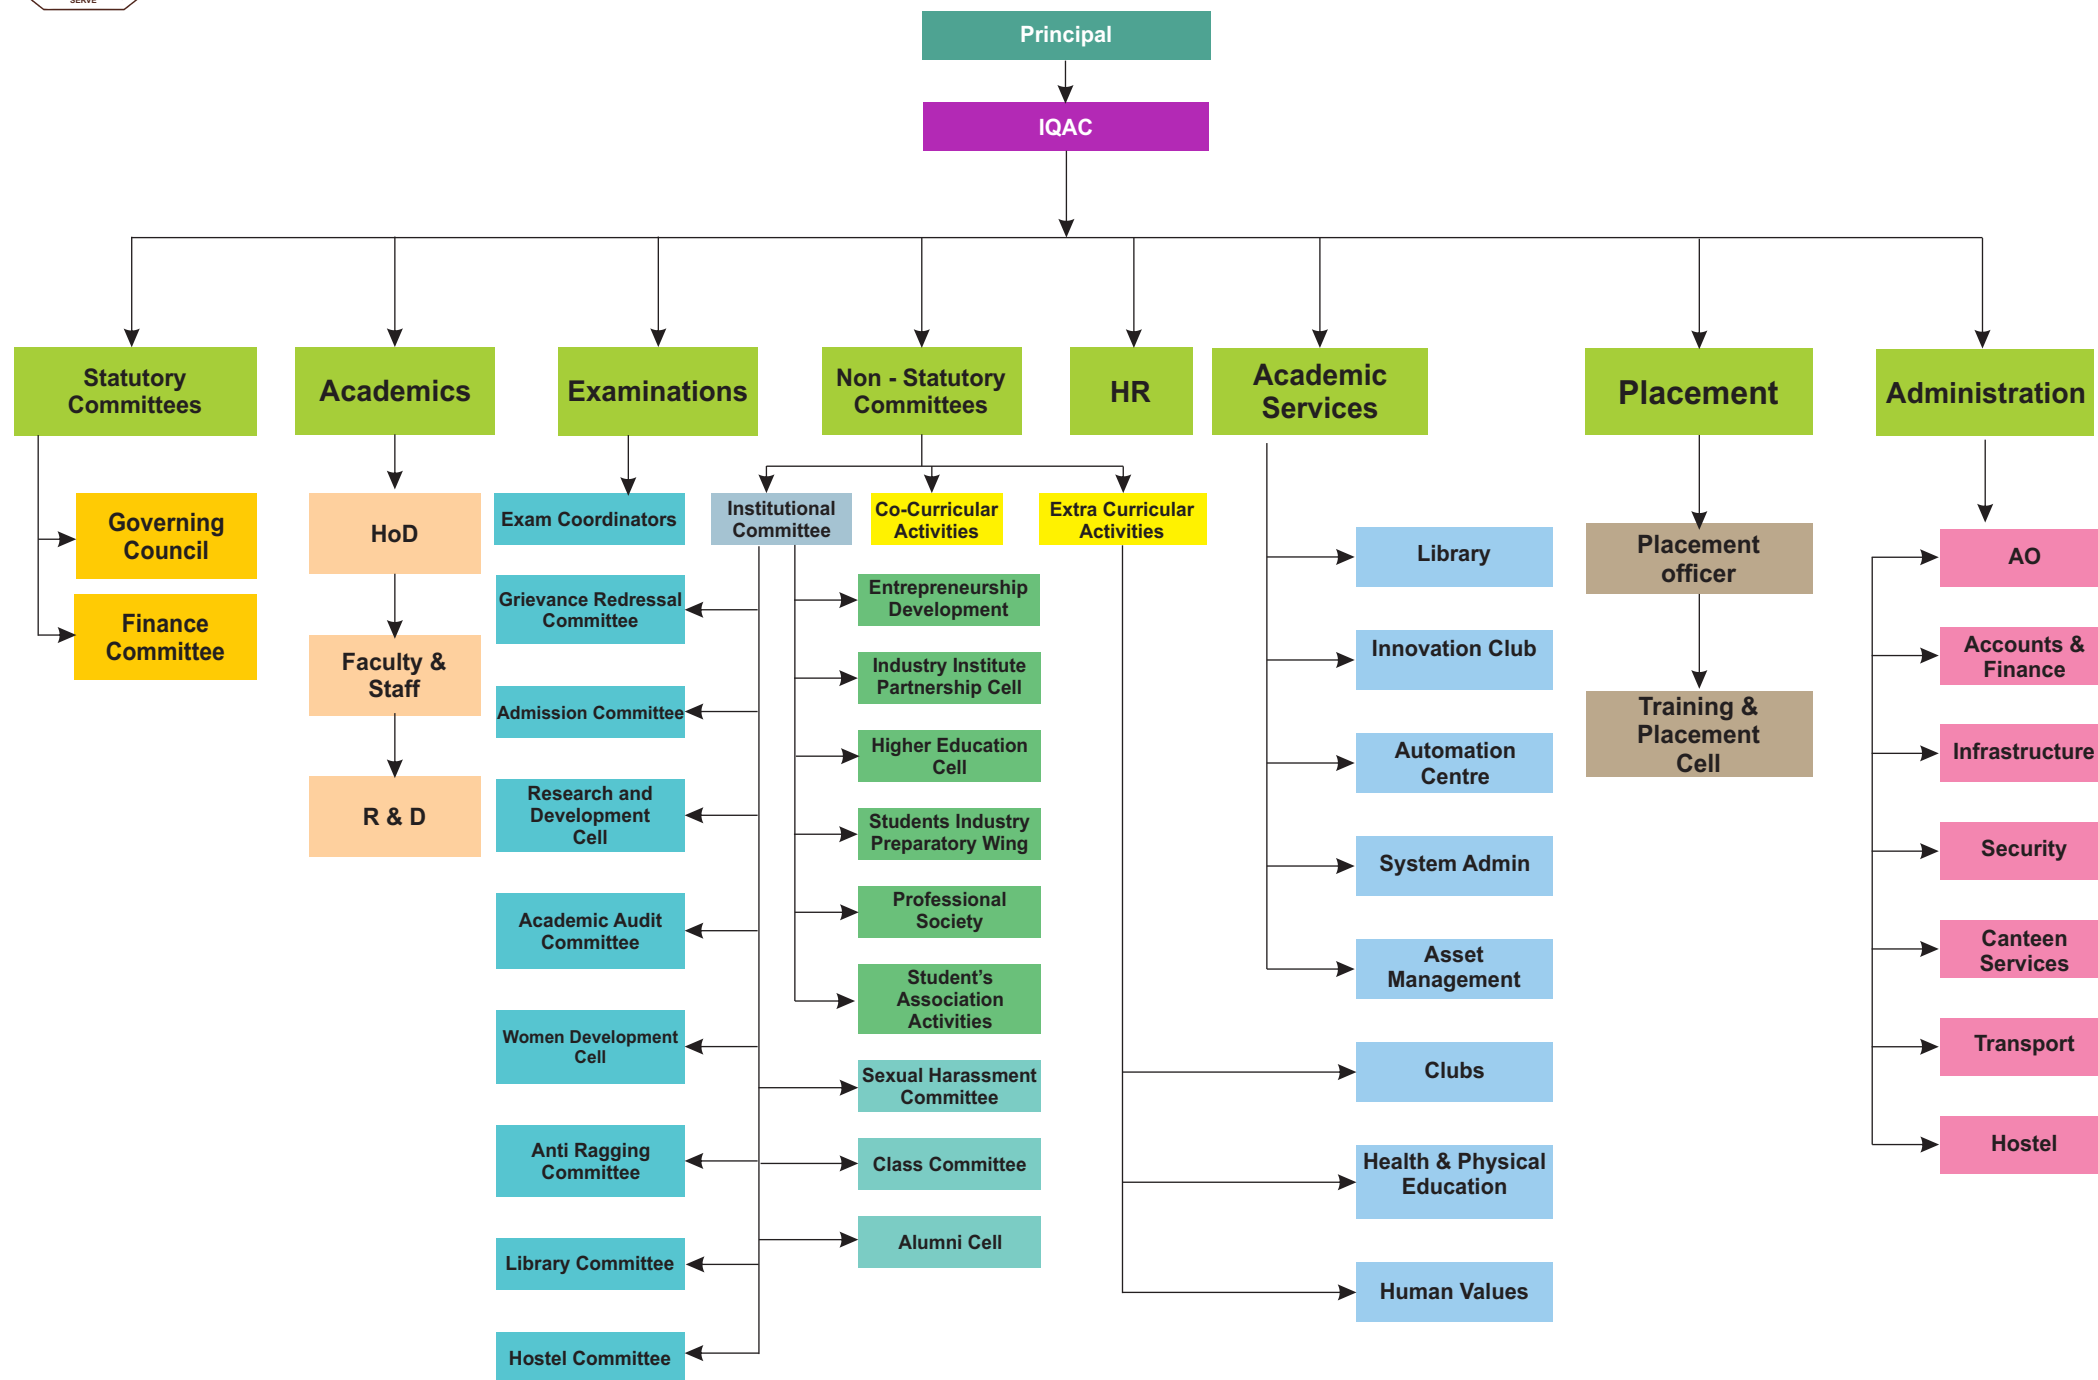 SERVE
Principal
IQAC
Statutory
Committees
Academics
Examinations
Non - Statutory
Committees
HR
Academic
Services
Placement
Administration
Governing
Council
Finance
Committee
HoD
Faculty &
Staff
R & D
Exam Coordinators
Grievance Redressal
Committee
Admission Committee
Research and
Development
Cell
Academic Audit
Committee
Women Development
Cell
Anti Ragging
Committee
Library Committee
Hostel Committee
Institutional
Committee
Co-Curricular
Activities
Extra Curricular
Activities
Entrepreneurship
Development
Industry Institute
Partnership Cell
Higher Education
Cell
Students Industry
Preparatory Wing
Professional
Society
Student’s
Association
Activities
Sexual Harassment
Committee
Class Committee
Alumni Cell
Library
Innovation Club
Automation
Centre
System Admin
Asset
Management
Clubs
Health & Physical
Education
Human Values
Placement
officer
Training &
Placement
Cell
AO
Accounts &
Finance
Infrastructure
Security
Canteen
Services
Transport
Hostel